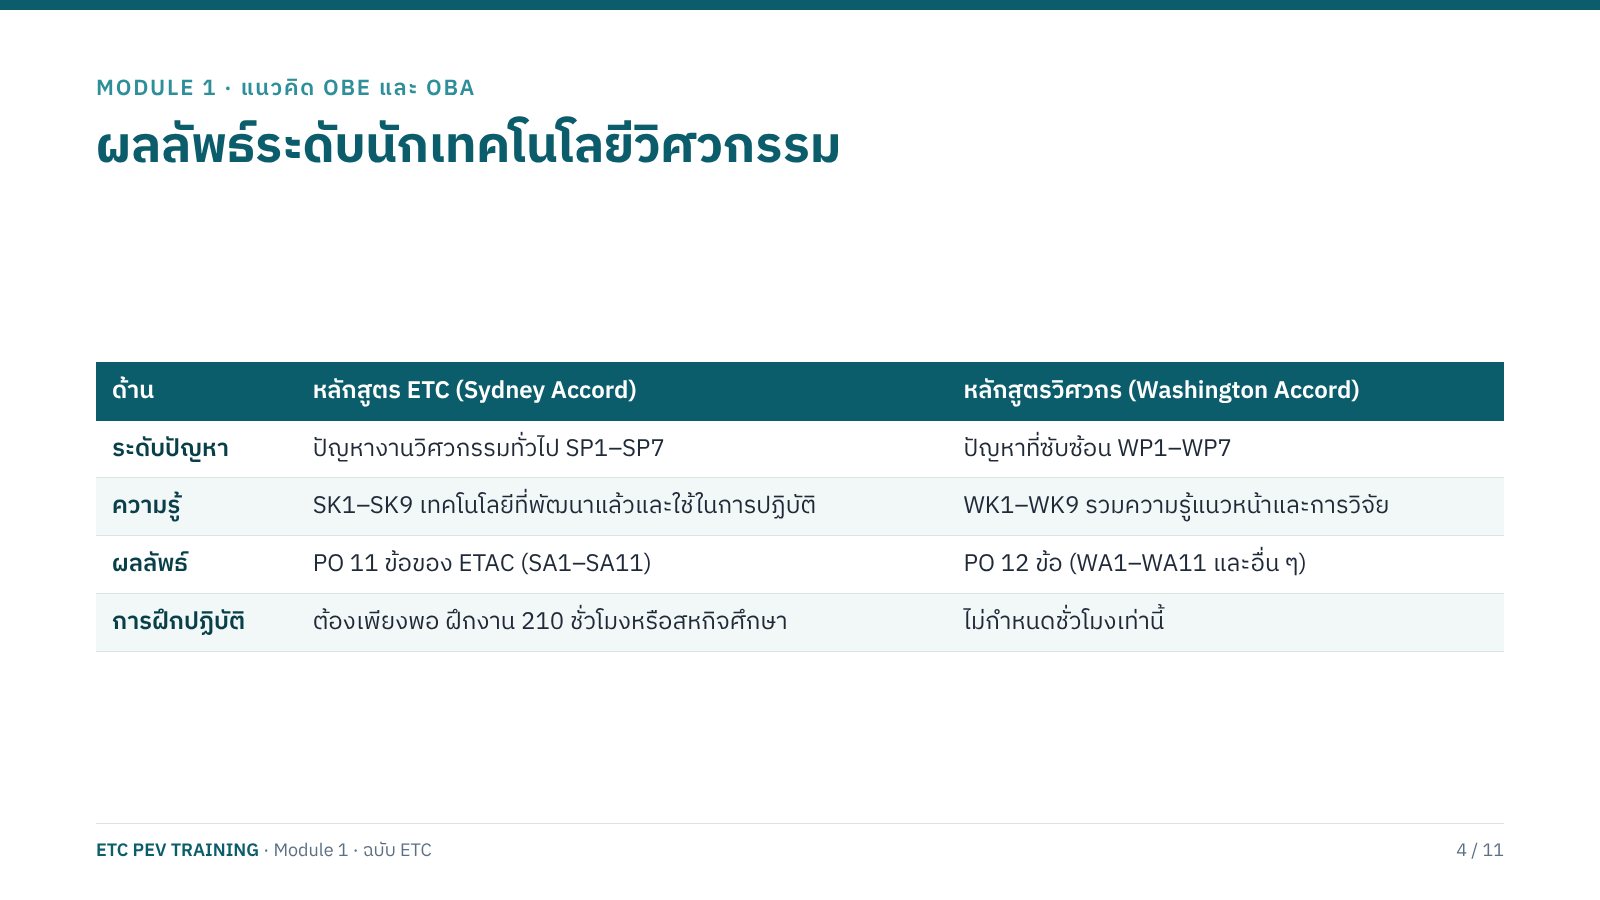 MODULE 1 · แนวคิด OBE และ OBA
ผลลัพธ์ระดับนักเทคโนโลยีวิศวกรรม
ด้าน หลักสูตร ETC (Sydney Accord) หลักสูตรวิศวกร (Washington Accord)
ระดับปัญหา ปัญหางานวิศวกรรมทั่วไป SP1–SP7 ปัญหาที่ซับซ้อน WP1–WP7
ความรู้ SK1–SK9 เทคโนโลยีที่พัฒนาแล้วและใช้ในการปฏิบัติ WK1–WK9 รวมความรู้แนวหน้าและการวิจัย
ผลลัพธ์ PO 11 ข้อของ ETAC (SA1–SA11) PO 12 ข้อ (WA1–WA11 และอื่น ๆ)
การฝึกปฏิบัติ ต้องเพียงพอ ฝึกงาน 210 ชั่วโมงหรือสหกิจศึกษา ไม่กำหนดชั่วโมงเท่านี้
ETC PEV TRAINING · Module 1 · ฉบับ ETC 4 / 11